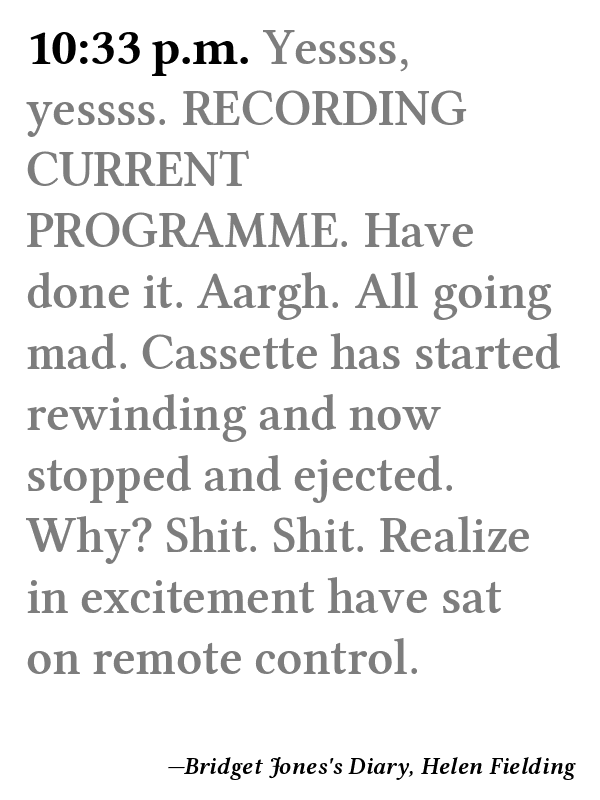 10:33 p.m. Yessss,
yessss. RECORDING
CURRENT
PROGRAMME. Have
done it. Aargh. All going
mad. Cassette has started
rewinding and now
stopped and ejected.
Why? Shit. Shit. Realize
in excitement have sat
on remote control.
—Bridget Jones's Diary, Helen Fielding